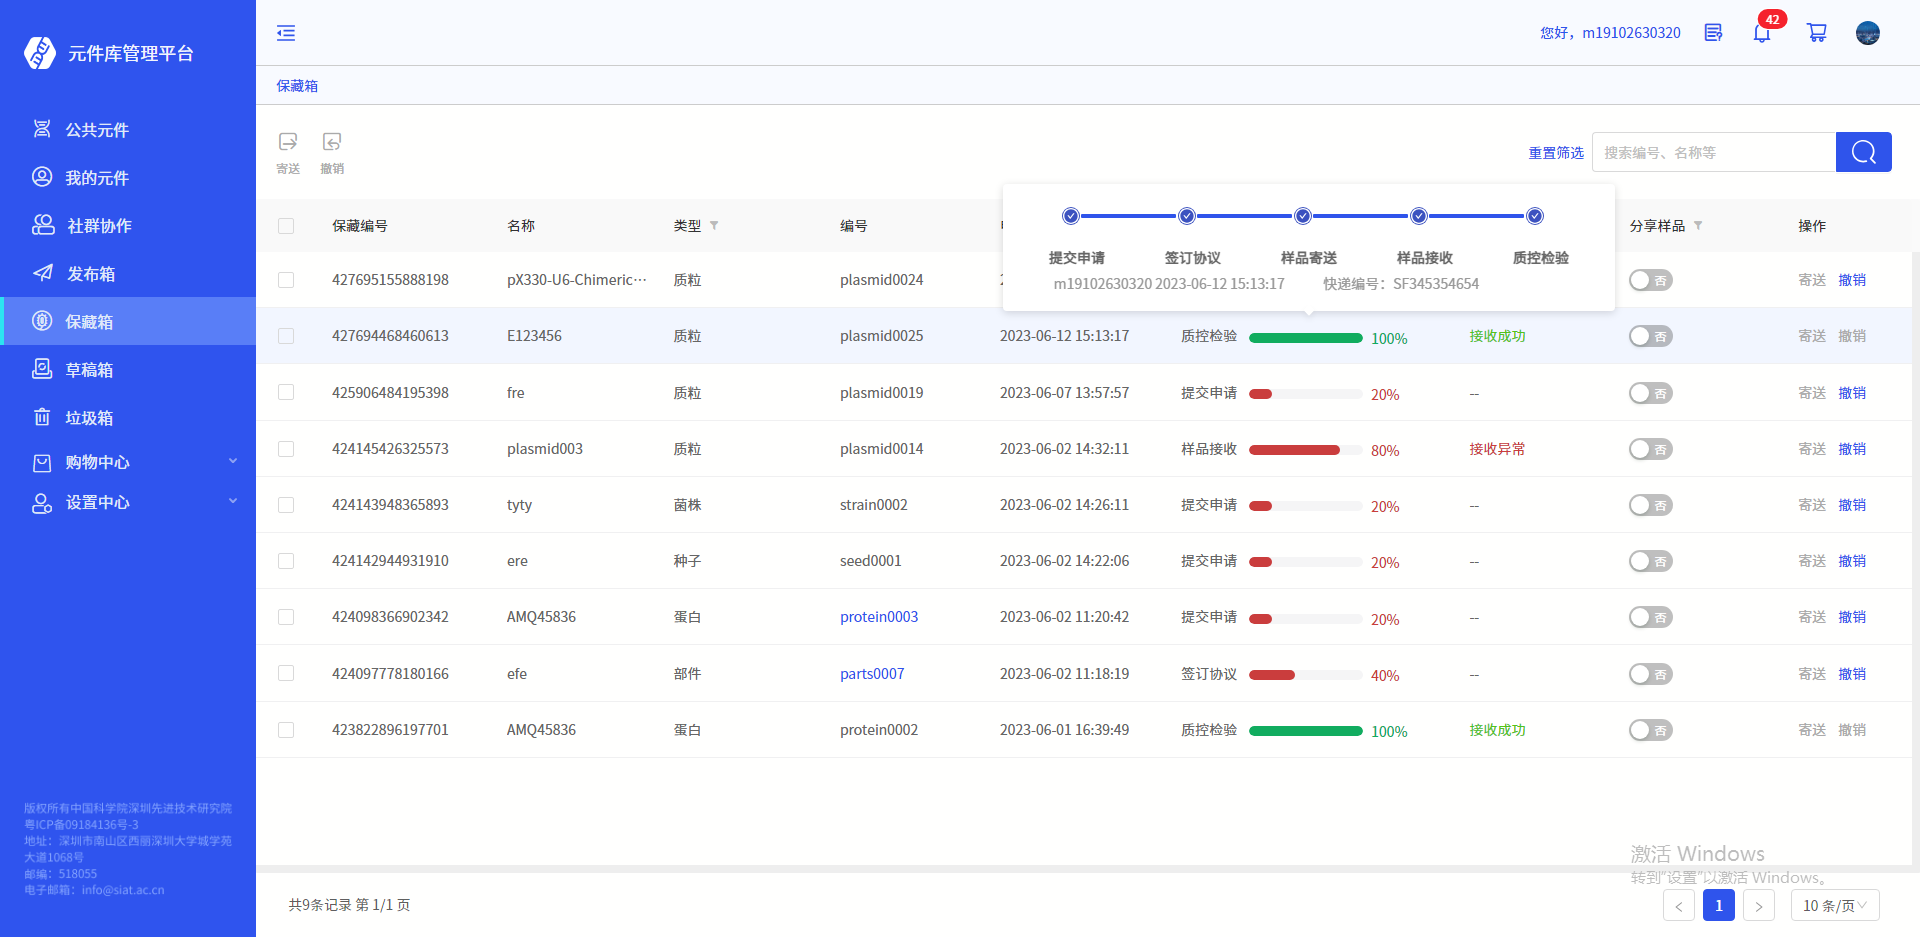 元件库管理平台
公共元件
我的元件
社群协作
发布箱
保藏箱
草稿箱
垃圾箱
购物中心
设置中心
版权所有中国科学院深圳先进技术研究院
粤ICP备09184136号-3
地址：深圳市南山区西丽深圳大学城学苑
大道1068号
邮编：518055
电子邮箱：info@siat.ac.cn
您好，m19102630320
42
保藏箱
寄送 撤销
重置筛选 搜索编号、名称等
保藏编号 名称 类型 编号 分享样品 操作
提交申请 签订协议 样品寄送 样品接收 质控检验
m19102630320 2023-06-12 15:13:17 快递编号：SF345354654
427695155888198 pX330-U6-Chimeric··· 质粒 plasmid0024 否 寄送 撤销
427694468460613 E123456 质粒 plasmid0025 2023-06-12 15:13:17 质控检验 100% 接收成功 否 寄送 撤销
425906484195398 fre 质粒 plasmid0019 2023-06-07 13:57:57 提交申请 20% -- 否 寄送 撤销
424145426325573 plasmid003 质粒 plasmid0014 2023-06-02 14:32:11 样品接收 80% 接收异常 否 寄送 撤销
424143948365893 tyty 菌株 strain0002 2023-06-02 14:26:11 提交申请 20% -- 否 寄送 撤销
424142944931910 ere 种子 seed0001 2023-06-02 14:22:06 提交申请 20% -- 否 寄送 撤销
424098366902342 AMQ45836 蛋白 protein0003 2023-06-02 11:20:42 提交申请 20% -- 否 寄送 撤销
424097778180166 efe 部件 parts0007 2023-06-02 11:18:19 签订协议 40% -- 否 寄送 撤销
423822896197701 AMQ45836 蛋白 protein0002 2023-06-01 16:39:49 质控检验 100% 接收成功 否 寄送 撤销
激活 Windows
转到"设置"以激活 Windows。
共9条记录 第 1/1 页 < 1 > 10 条/页